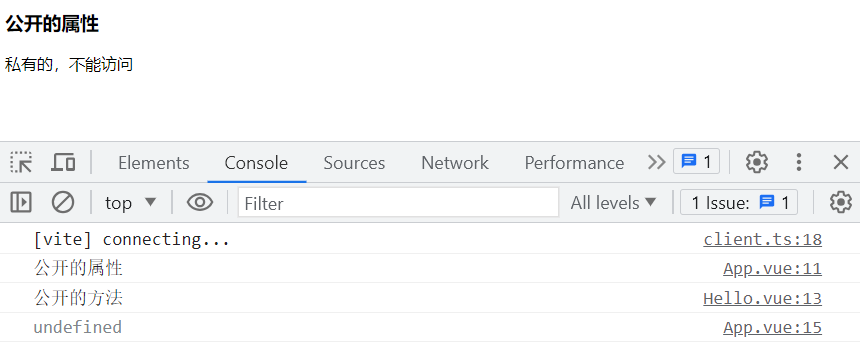 公开的属性
私有的，不能访问
Elements Console Sources Network Performance 1
top Filter All levels 1 Issue: 1
[vite] connecting... client.ts:18
公开的属性 App.vue:11
公开的方法 Hello.vue:13
undefined App.vue:15